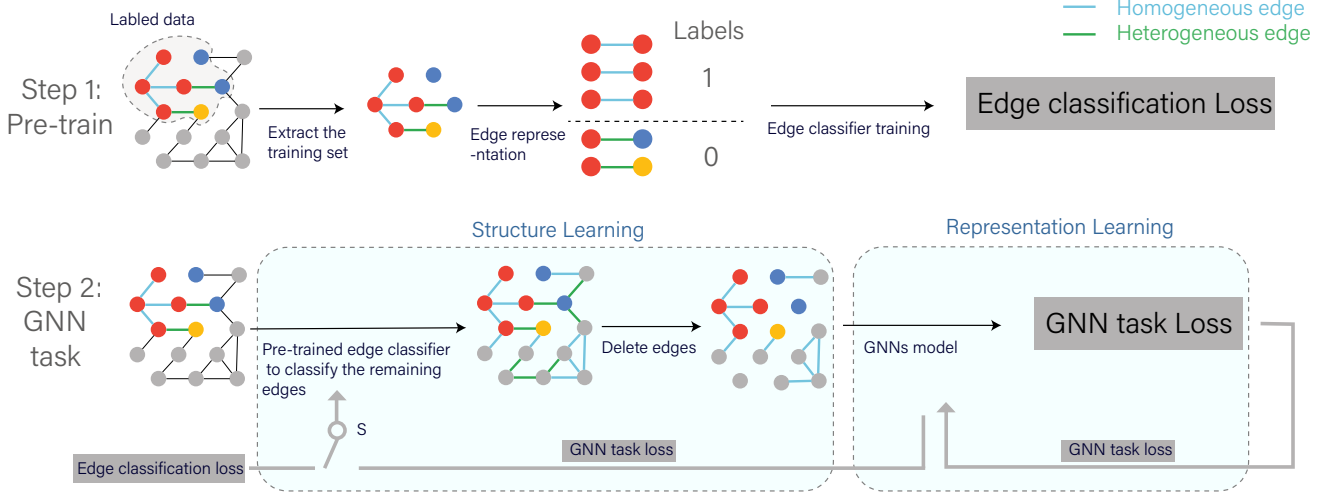 Labled data
Labels
Homogeneous edge
Heterogeneous edge
Step 1:
Pre-train
1
0
Extract the
training set
Edge represe
-ntation
Edge classifier training
Edge classification Loss
Structure Learning
Representation Learning
Step 2:
GNN
task
Pre-trained edge classifier
to classify the remaining
edges
Delete edges
GNNs model
GNN task Loss
S
Edge classification loss
GNN task loss
GNN task loss